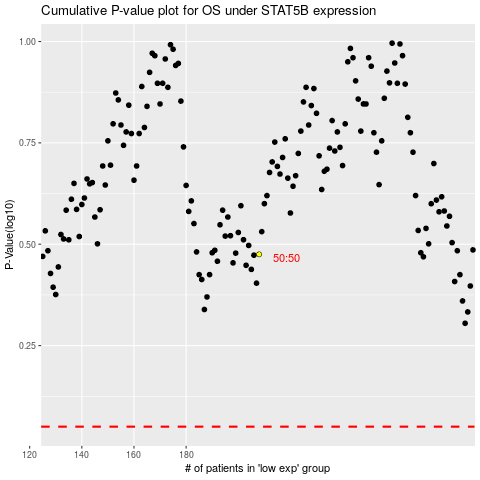 Cumulative P-value plot for OS under STAT5B expression
P-Value(log10)
1.00
0.75
0.50
0.25
50:50
120 140 160 180
# of patients in 'low exp' group